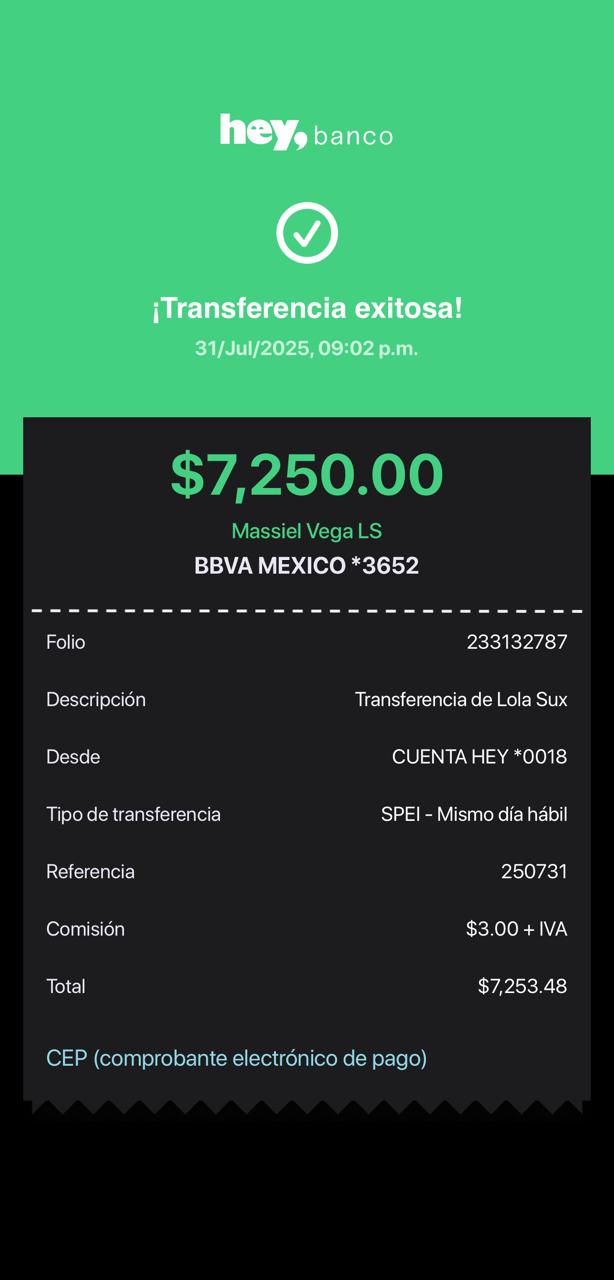 hey, banco
¡Transferencia exitosa!
31/Jul/2025, 09:02 p.m.
$7,250.00
Massiel Vega LS
BBVA MEXICO *3652
Folio 233132787
Descripción Transferencia de Lola Sux
Desde CUENTA HEY *0018
Tipo de transferencia SPEI - Mismo día hábil
Referencia 250731
Comisión $3.00 + IVA
Total $7,253.48
CEP (comprobante electrónico de pago)